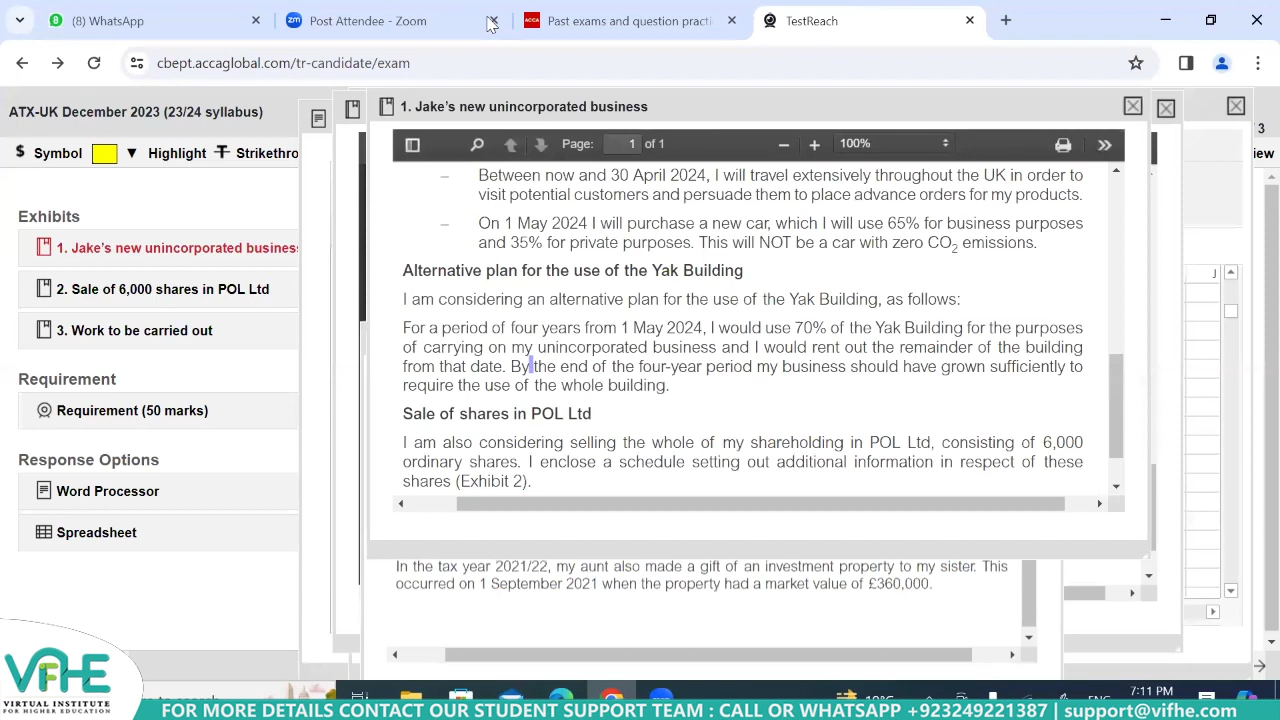 8 (8) WhatsApp
zm Post Attendee - Zoom
ACCA Past exams and question practi
TestReach
cbept.accaglobal.com/tr-candidate/exam
ATX-UK December 2023 (23/24 syllabus)
1. Jake's new unincorporated business
3
$ Symbol Highlight T Strikethro
view
Page: 1 of 1 100%
– Between now and 30 April 2024, I will travel extensively throughout the UK in order to
visit potential customers and persuade them to place advance orders for my products.
– On 1 May 2024 I will purchase a new car, which I will use 65% for business purposes
and 35% for private purposes. This will NOT be a car with zero CO2 emissions.
Alternative plan for the use of the Yak Building
I am considering an alternative plan for the use of the Yak Building, as follows:
For a period of four years from 1 May 2024, I would use 70% of the Yak Building for the purposes
of carrying on my unincorporated business and I would rent out the remainder of the building
from that date. By the end of the four-year period my business should have grown sufficiently to
require the use of the whole building.
Sale of shares in POL Ltd
I am also considering selling the whole of my shareholding in POL Ltd, consisting of 6,000
ordinary shares. I enclose a schedule setting out additional information in respect of these
shares (Exhibit 2).
Exhibits
1. Jake's new unincorporated business
2. Sale of 6,000 shares in POL Ltd
3. Work to be carried out
Requirement
Requirement (50 marks)
Response Options
Word Processor
Spreadsheet
J
In the tax year 2021/22, my aunt also made a gift of an investment property to my sister. This
occurred on 1 September 2021 when the property had a market value of £360,000.
ENG
7:11 PM
VIFHE
VIRTUAL INSTITUTE
FOR HIGHER EDUCATION
FOR MORE DETAILS CONTACT OUR STUDENT SUPPORT TEAM : CALL OR WHATSAPP +923249221387 | support@vifhe.com